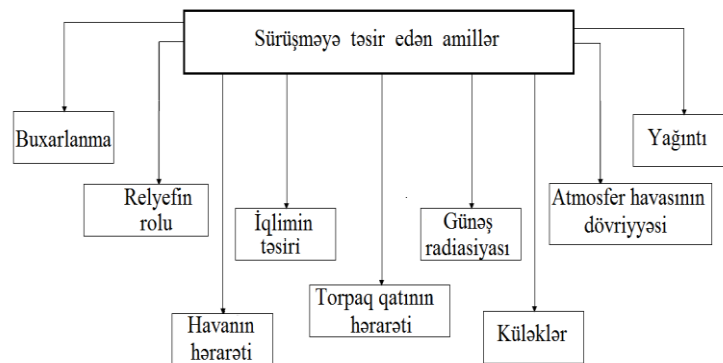 Sürüşməyə təsir edən amillər
Buxarlanma
Relyefin
rolu
Havanın
hərarəti
İqlimin
təsiri
Torpaq qatının
hərarəti
Günəş
radiasiyası
Küləklər
Atmosfer havasının
dövriyyəsi
Yağıntı